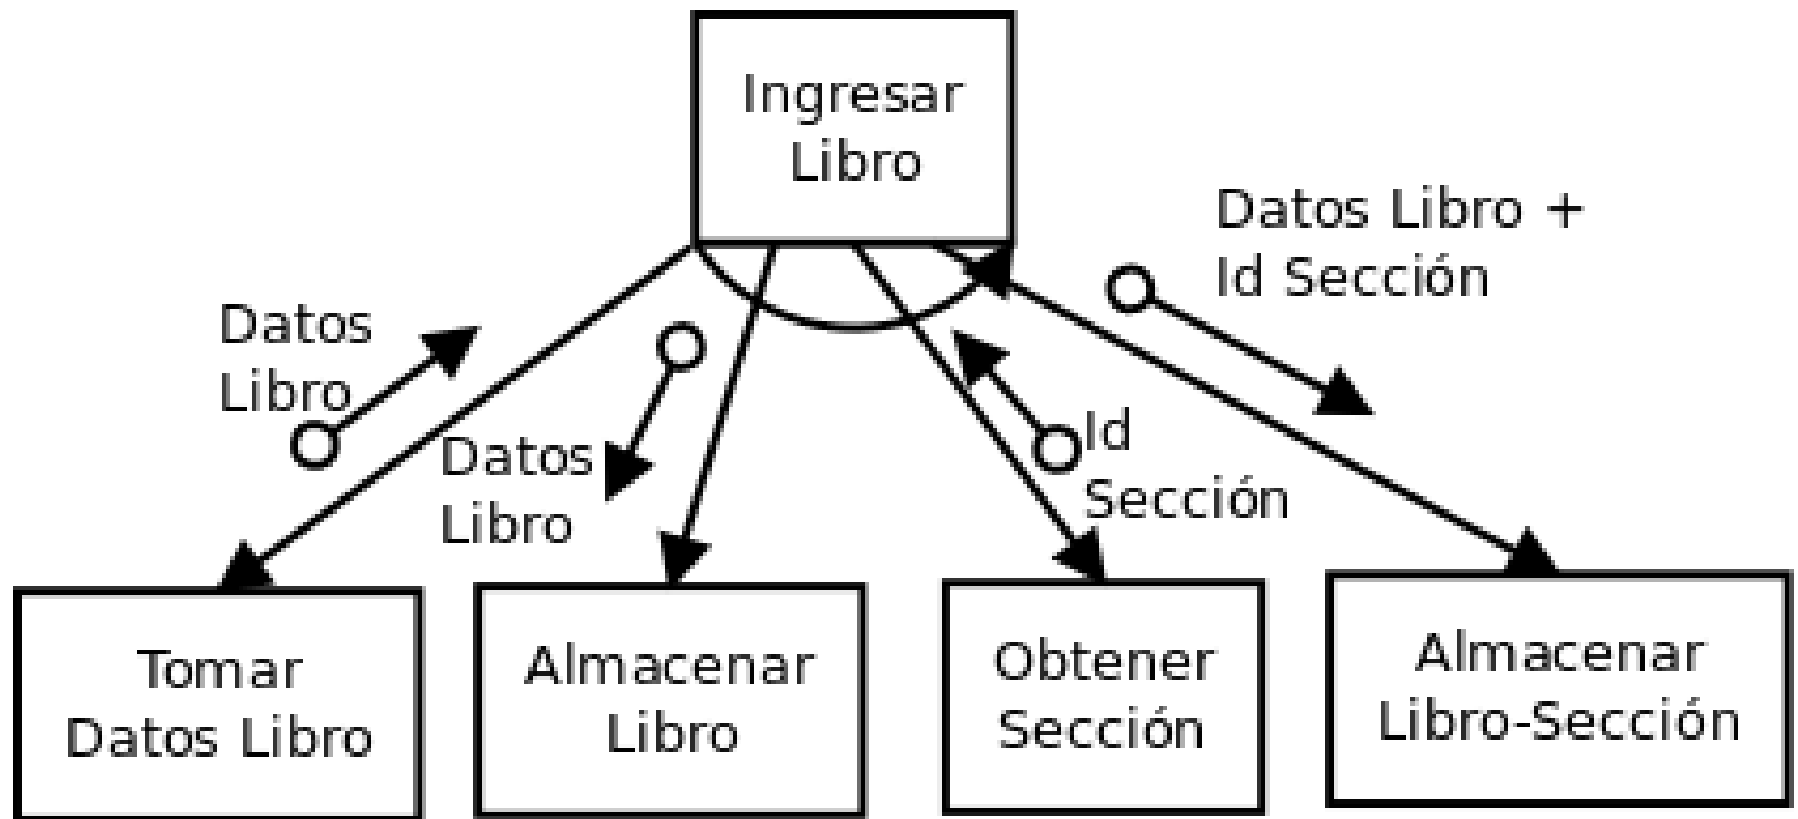 Ingresar
Libro
Datos Libro +
Id Sección
Datos
Libro
Datos
Libro
Id
Sección
Tomar
Datos Libro
Almacenar
Libro
Obtener
Sección
Almacenar
Libro-Sección